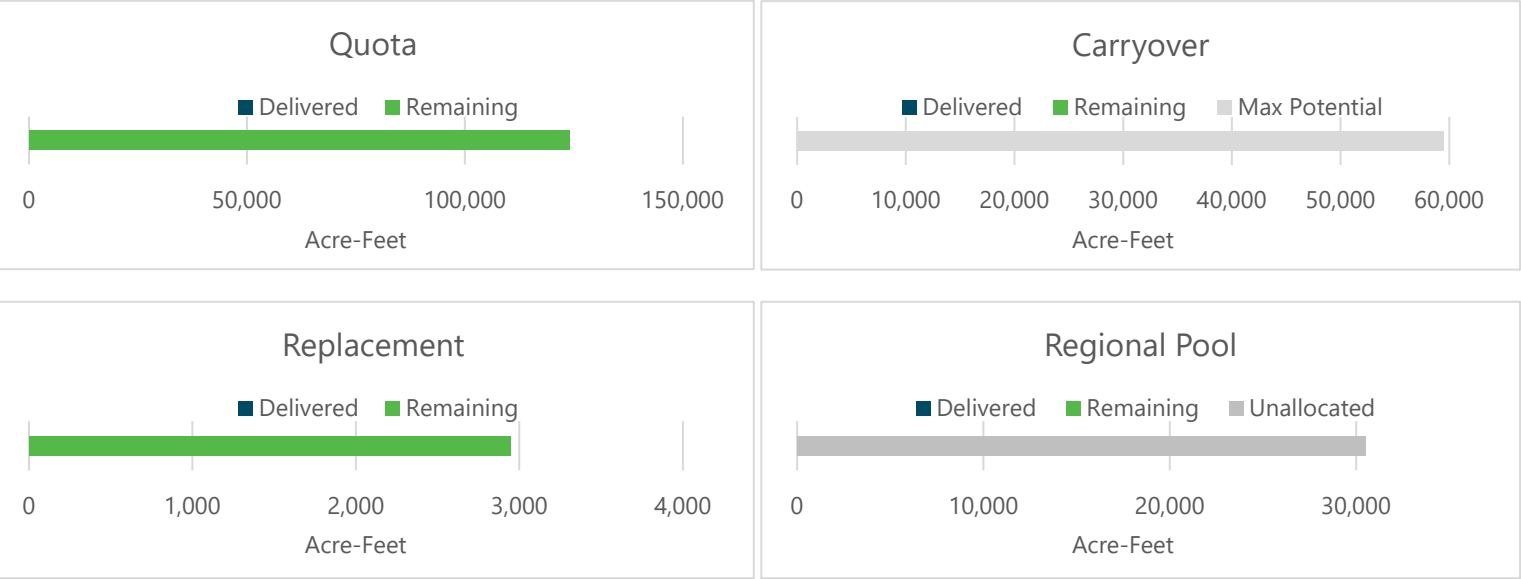 Quota
Delivered Remaining
0 50,000 100,000 150,000
Acre-Feet
Carryover
Delivered Remaining Max Potential
0 10,000 20,000 30,000 40,000 50,000 60,000
Acre-Feet
Replacement
Delivered Remaining
0 1,000 2,000 3,000 4,000
Acre-Feet
Regional Pool
Delivered Remaining Unallocated
0 10,000 20,000 30,000
Acre-Feet